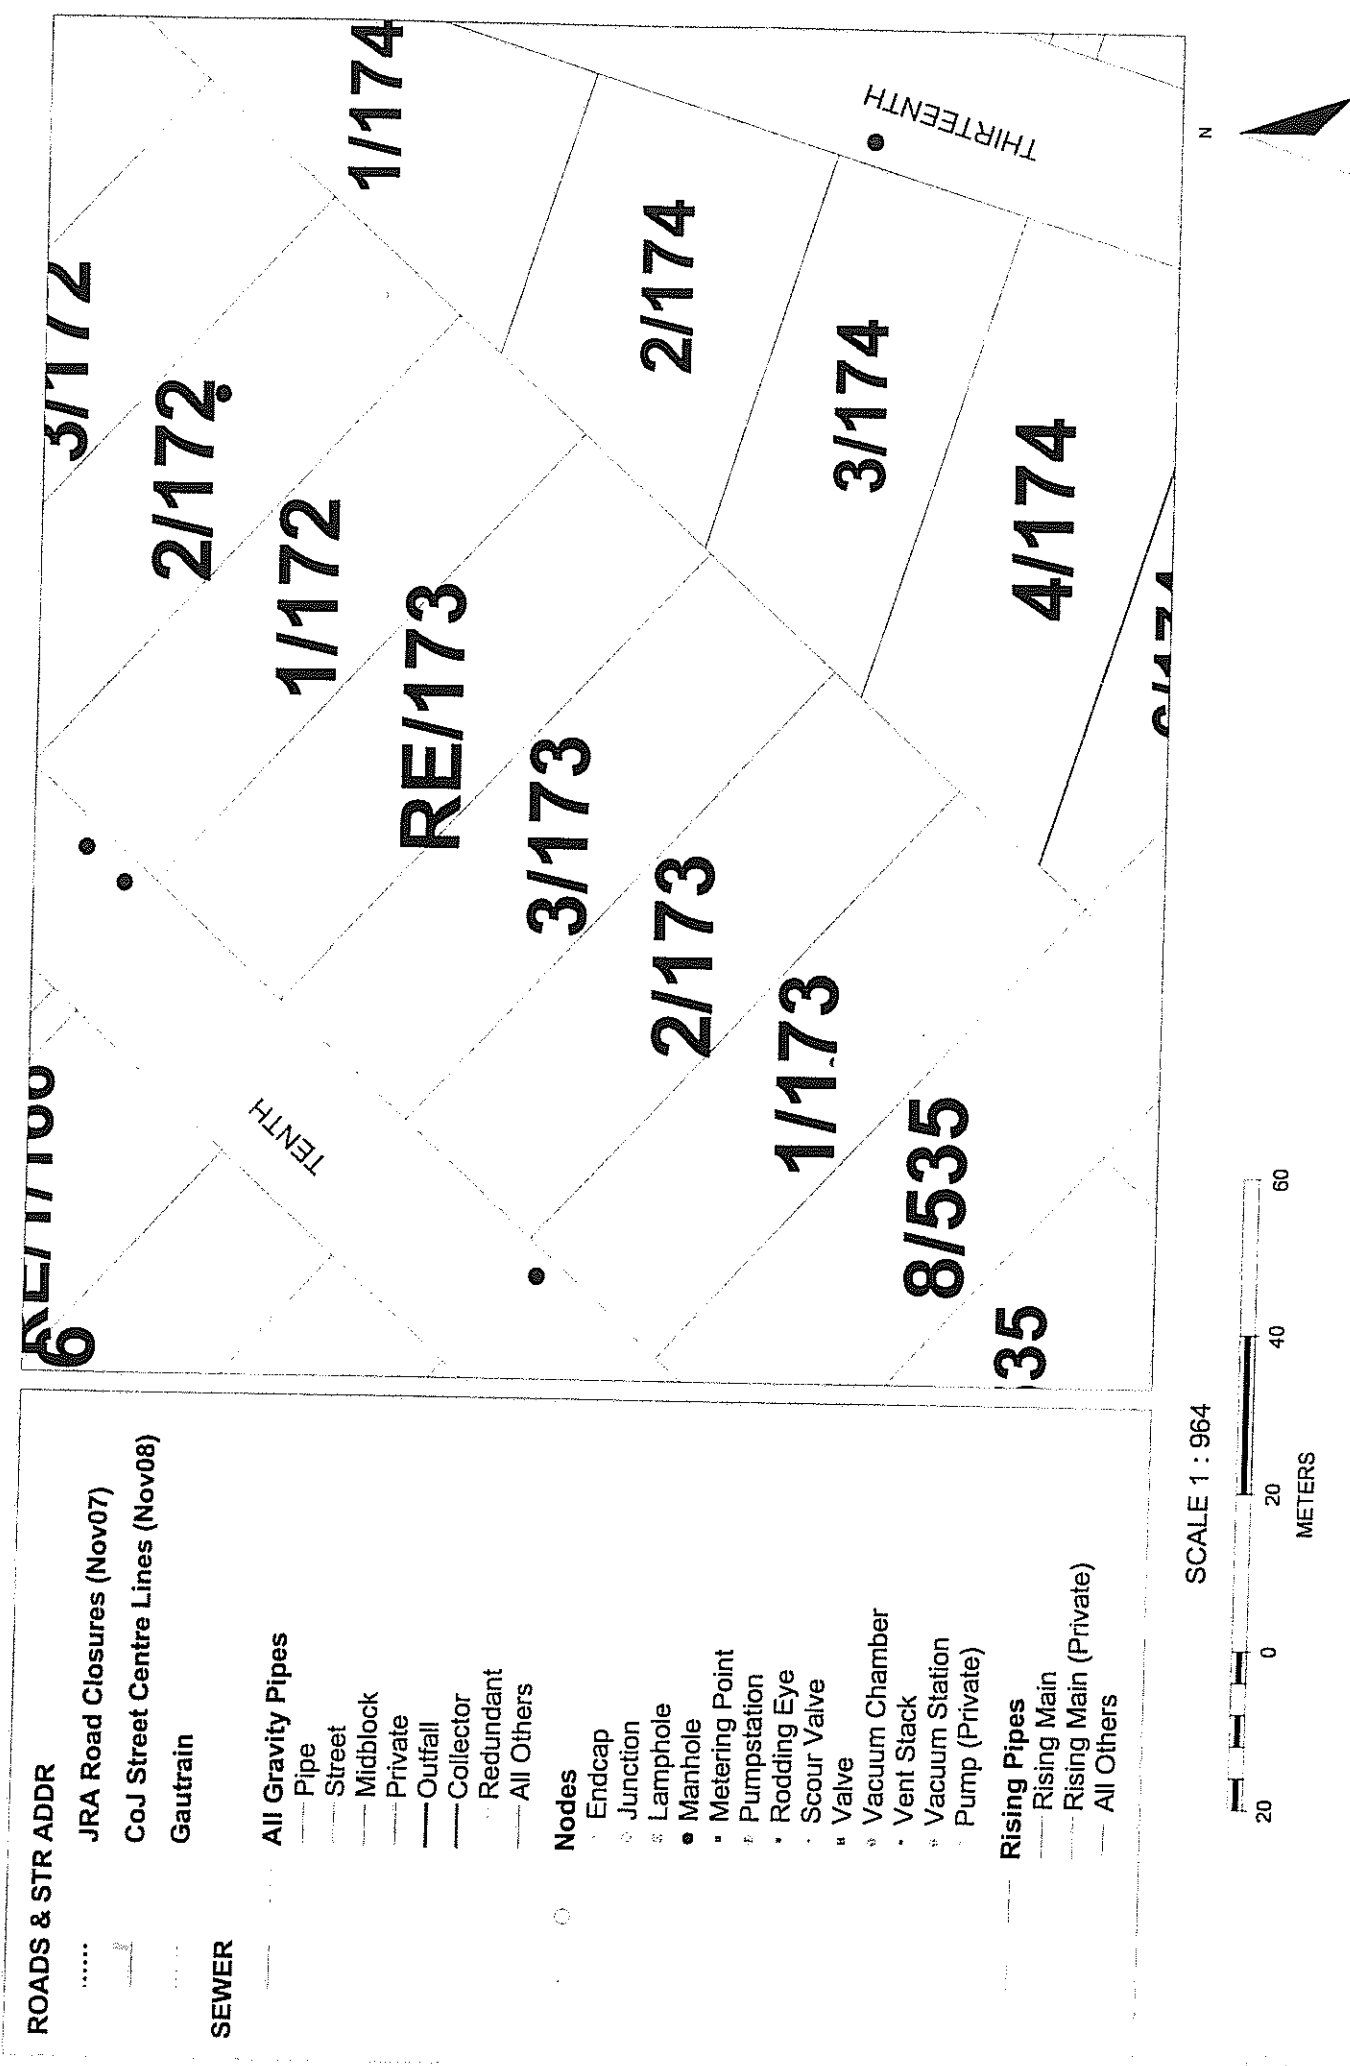 ROADS & STR ADDR
JRA Road Closures (Nov07)
CoJ Street Centre Lines (Nov08)
Gautrain
SEWER
All Gravity Pipes
Pipe
Street
Midblock
Private
Outfall
Collector
Redundant
All Others
Nodes
Endcap
Junction
Lamphole
Manhole
Metering Point
Pumpstation
Rodding Eye
Scour Valve
Valve
Vacuum Chamber
Vent Stack
Vacuum Station
Pump (Private)
Rising Pipes
Rising Main
Rising Main (Private)
All Others
6
3/172
2/172
1/174
1/172
TENTH
2/174
RE/173
3/173
THIRTEENTH
3/174
2/173
1/173
4/174
8/535
35
SCALE 1 : 964
20
0
20
40
60
METERS
N